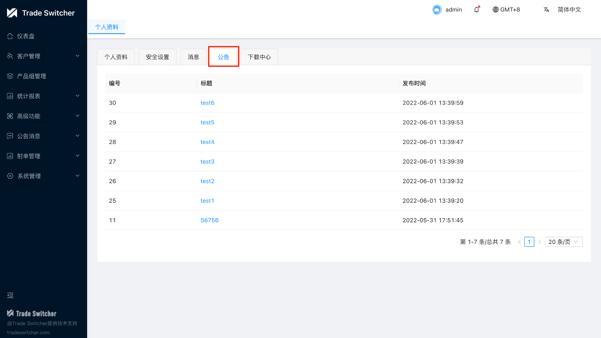 Trade Switcher
admin
GMT+8
简体中文
个人资料
仪表盘
客户管理
产品组管理
统计报表
高级功能
公告消息
射单管理
系统管理
个人资料 安全设置 消息 公告 下载中心
编号 标题 发布时间
30 test6 2022-06-01 13:39:59
29 test5 2022-06-01 13:39:53
28 test4 2022-06-01 13:39:47
27 test3 2022-06-01 13:39:39
26 test2 2022-06-01 13:39:32
25 test1 2022-06-01 13:39:20
11 56756 2022-05-31 17:51:45
第 1-7 条/总共 7 条 1 20 条/页
Trade Switcher
由Trade Switcher提供技术支持
tradeswitcher.com